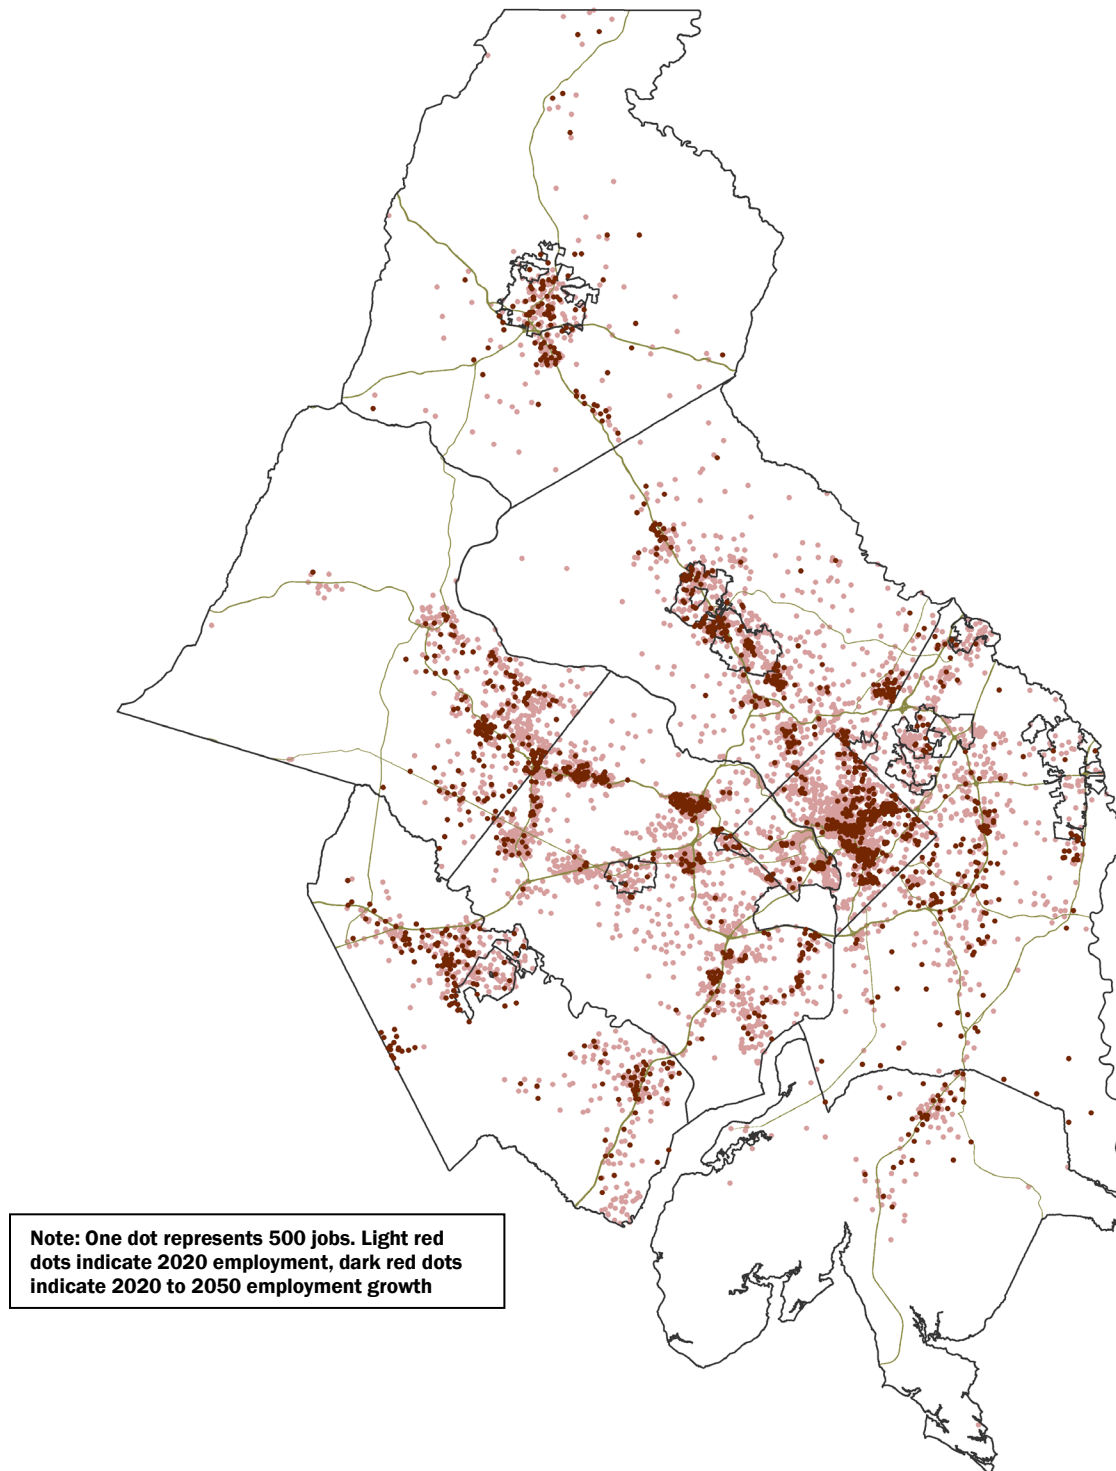 Note: One dot represents 500 jobs. Light red
dots indicate 2020 employment, dark red dots
indicate 2020 to 2050 employment growth